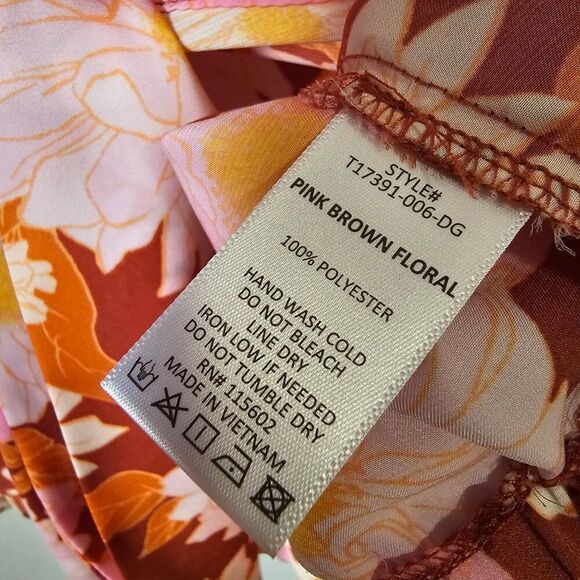 STYLE#
T17391-006-DG
PINK BROWN FLORAL
100% POLYESTER
HAND WASH COLD
DO NOT BLEACH
LINE DRY
IRON LOW IF NEEDED
DO NOT TUMBLE DRY
RN# 115602
MADE IN VIETNAM